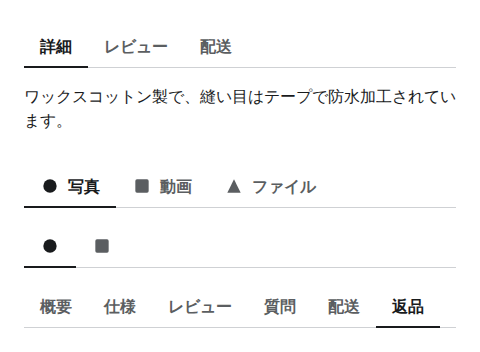 詳細 レビュー 配送
ワックスコットン製で、縫い目はテープで防水加工されてい
ます。
写真 動画 ファイル
概要 仕様 レビュー 質問 配送 返品